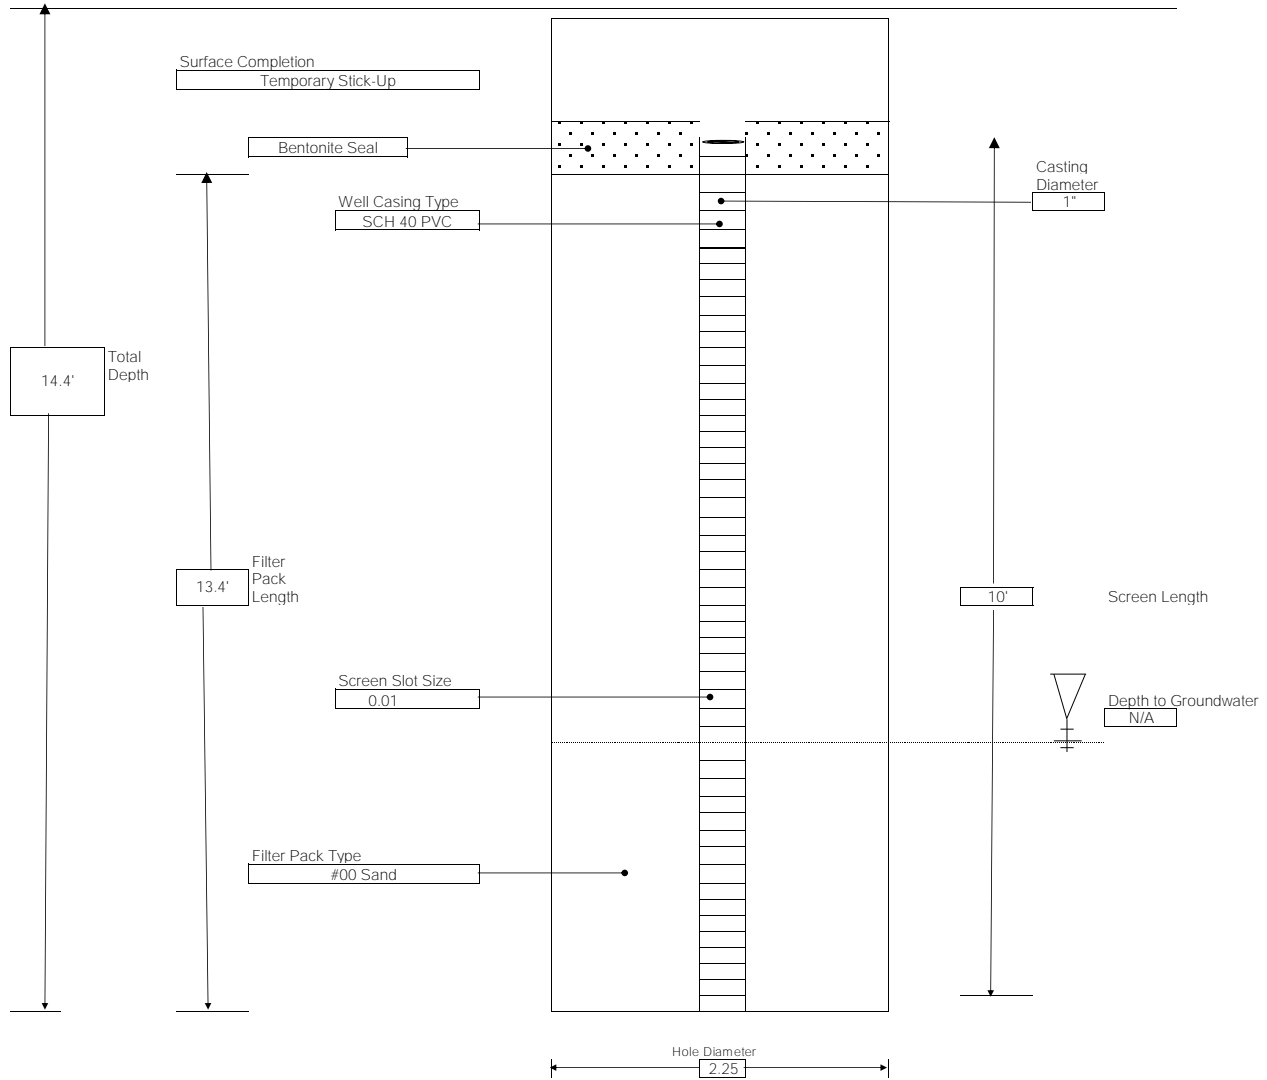 Surface Completion
Temporary Stick-Up
Bentonite Seal
Casting
Diameter
1"
Well Casing Type
SCH 40 PVC
Total
Depth
14.4'
Filter
Pack
Length
13.4'
10'
Screen Length
Screen Slot Size
0.01
Depth to Groundwater
N/A
Filter Pack Type
#00 Sand
Hole Diameter
2.25